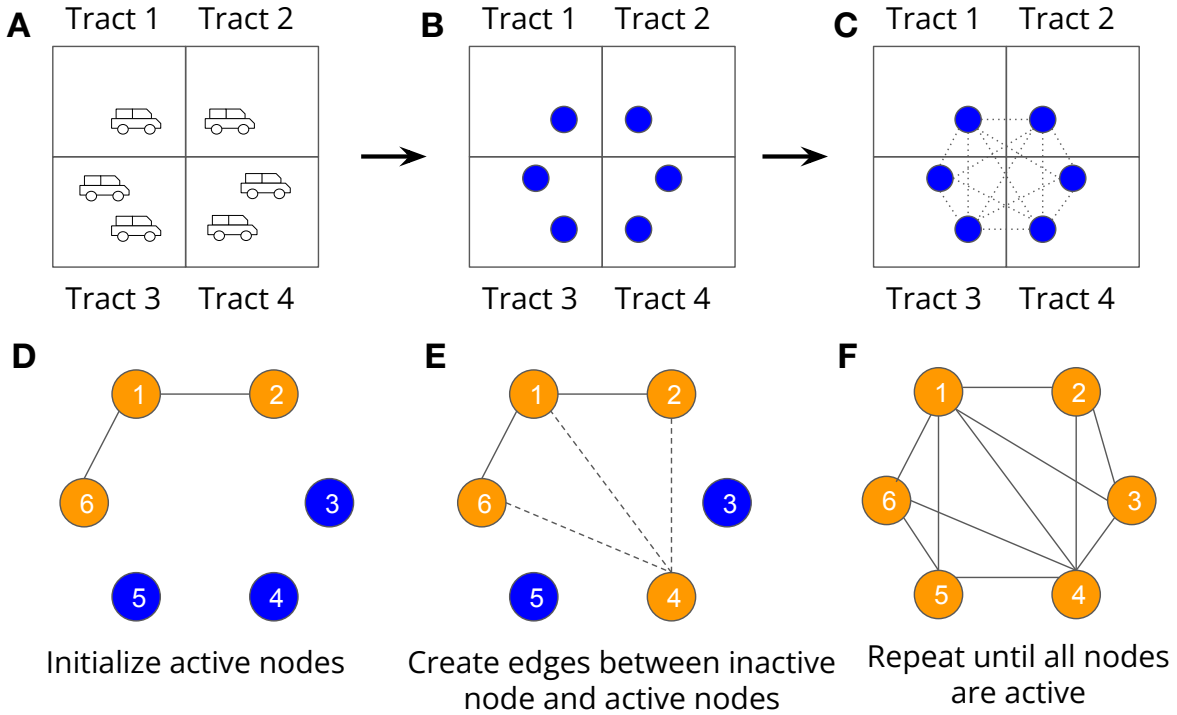 A
Tract 1
Tract 2
Tract 3
Tract 4
B
Tract 1
Tract 2
Tract 3
Tract 4
C
Tract 1
Tract 2
Tract 3
Tract 4
D
1
2
6
3
5
4
Initialize active nodes
E
1
2
6
3
5
4
Create edges between inactive
node and active nodes
F
1
2
6
3
5
4
Repeat until all nodes
are active